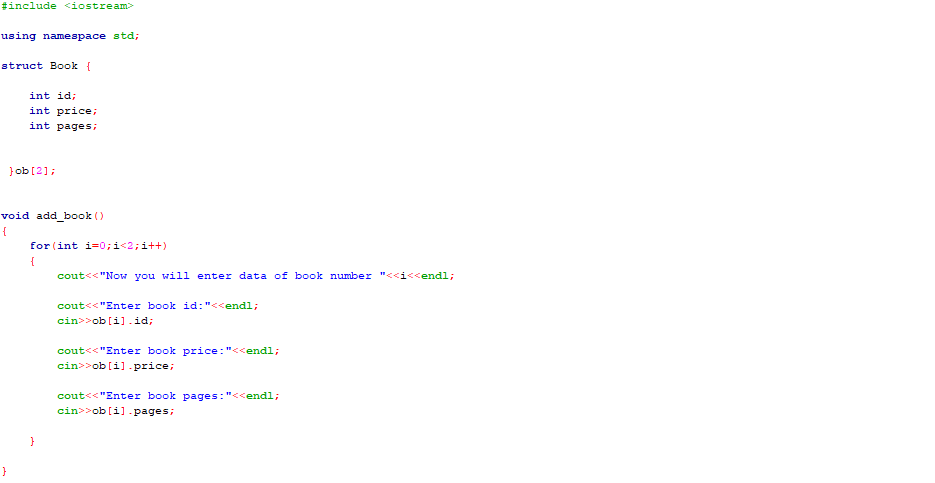 #include <iostream>
using namespace std;
struct Book {
int id;
int price;
int pages;
}ob[2];
void add_book()
{
for(int i=0;i<2;i++)
{
cout<<"Now you will enter data of book number "<<i<<endl;
cout<<"Enter book id:"<<endl;
cin>>ob[i].id;
cout<<"Enter book price:"<<endl;
cin>>ob[i].price;
cout<<"Enter book pages:"<<endl;
cin>>ob[i].pages;
}
}